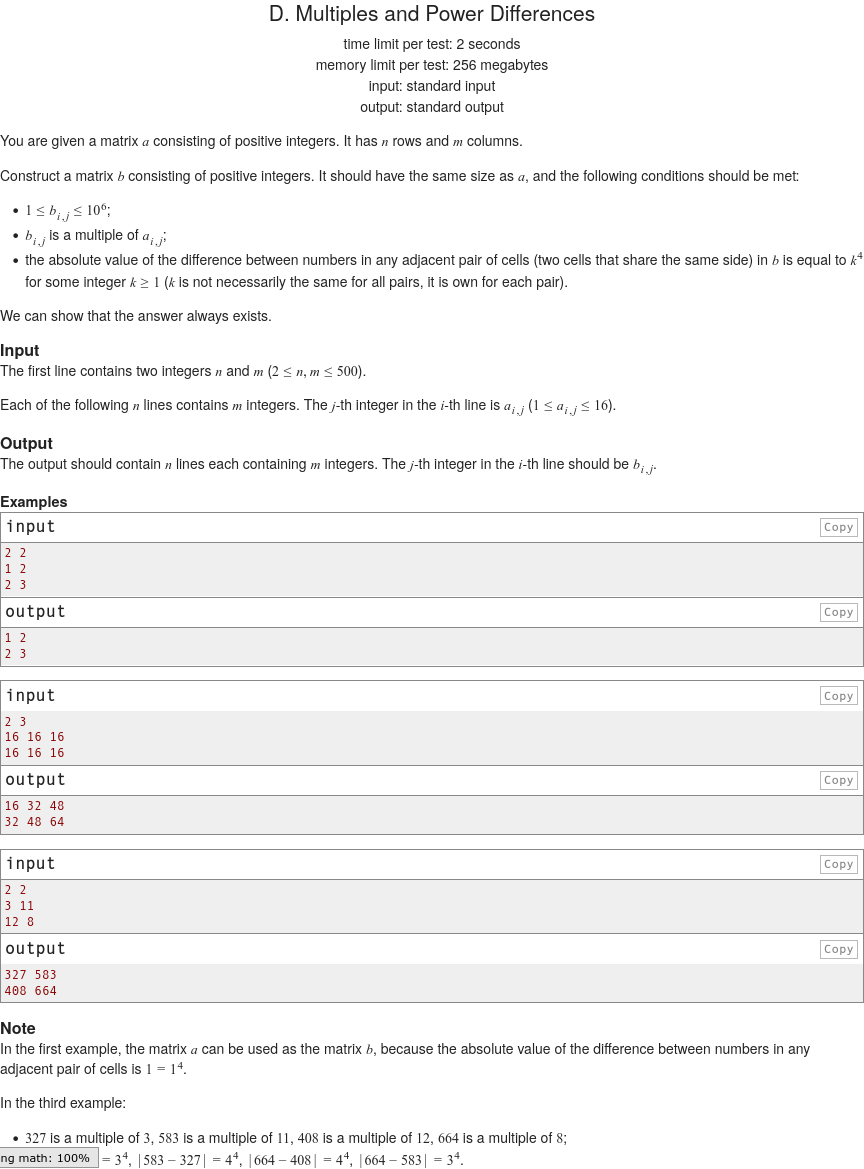 D. Multiples and Power Differences
time limit per test: 2 seconds
memory limit per test: 256 megabytes
input: standard input
output: standard output
You are given a matrix a consisting of positive integers. It has n rows and m columns.
Construct a matrix b consisting of positive integers. It should have the same size as a, and the following conditions should be met:
• 1 ≤ b_{i,j} ≤ 10^6;
• b_{i,j} is a multiple of a_{i,j};
• the absolute value of the difference between numbers in any adjacent pair of cells (two cells that share the same side) in b is equal to k^4
for some integer k ≥ 1 (k is not necessarily the same for all pairs, it is own for each pair).
We can show that the answer always exists.
Input
The first line contains two integers n and m (2 ≤ n, m ≤ 500).
Each of the following n lines contains m integers. The j-th integer in the i-th line is a_{i,j} (1 ≤ a_{i,j} ≤ 16).
Output
The output should contain n lines each containing m integers. The j-th integer in the i-th line should be b_{i,j}.
Examples
input Copy
2 2
1 2
2 3
output Copy
1 2
2 3
input Copy
2 3
16 16 16
16 16 16
output Copy
16 32 48
32 48 64
input Copy
2 2
3 11
12 8
output Copy
327 583
408 664
Note
In the first example, the matrix a can be used as the matrix b, because the absolute value of the difference between numbers in any
adjacent pair of cells is 1 = 1^4.
In the third example:
• 327 is a multiple of 3, 583 is a multiple of 11, 408 is a multiple of 12, 664 is a multiple of 8;
ng math: 100% = 3^4, |583 − 327| = 4^4, |664 − 408| = 4^4, |664 − 583| = 3^4.